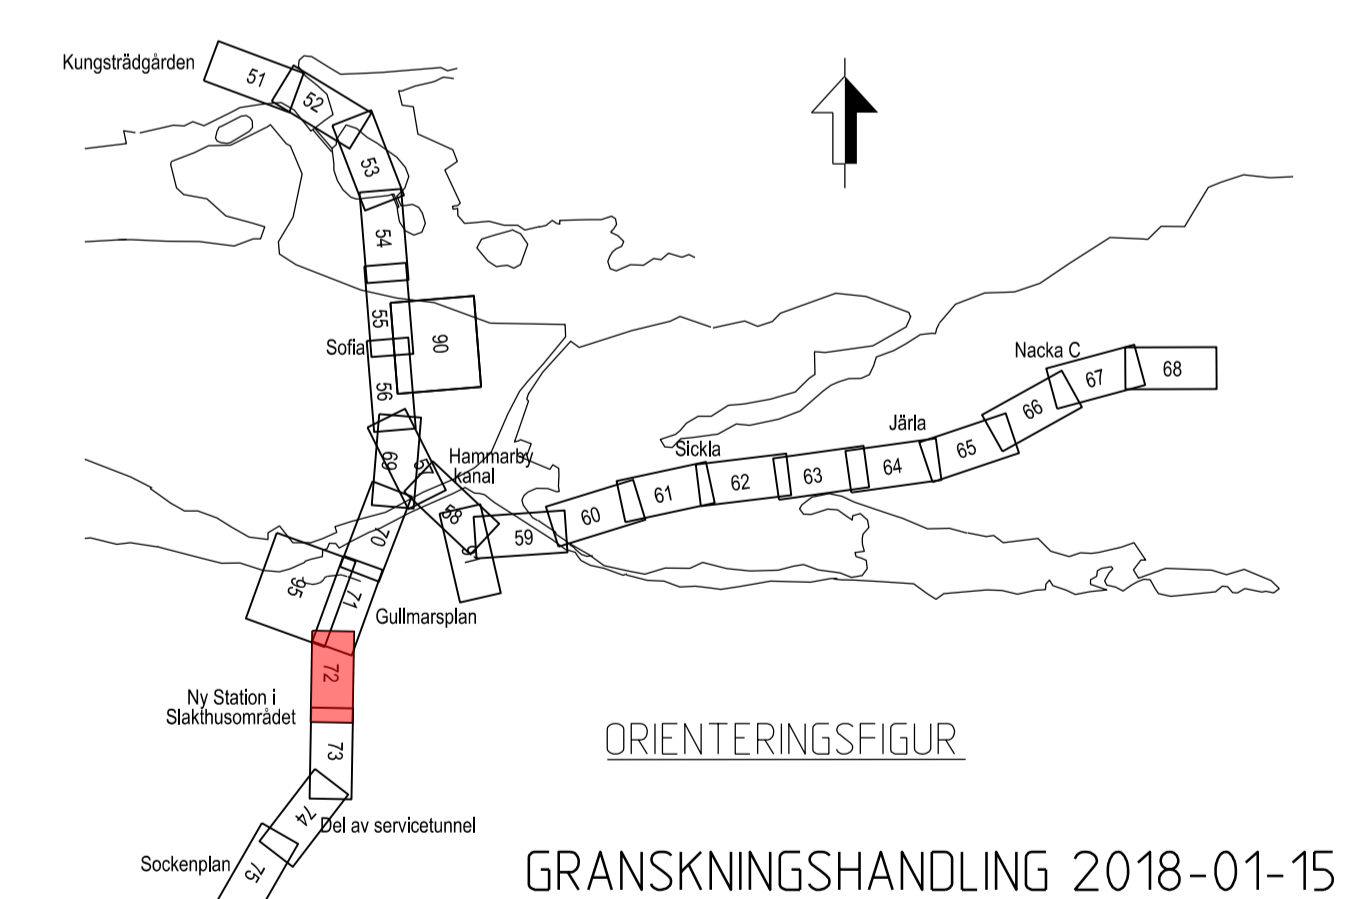 Kungsträdgården
51
52
53
54
55
Sofia
90
56
Nacka C
68
67
66
Järla
65
Sickla
64
63
62
61
60
59
69
57
Hammarby
kanal
58
70
95
71
Gullmarsplan
72
Ny Station i
Slakthusområdet
73
74
Del av servicetunnel
Sockenplan
75
ORIENTERINGSFIGUR
GRANSKNINGSHANDLING 2018-01-15